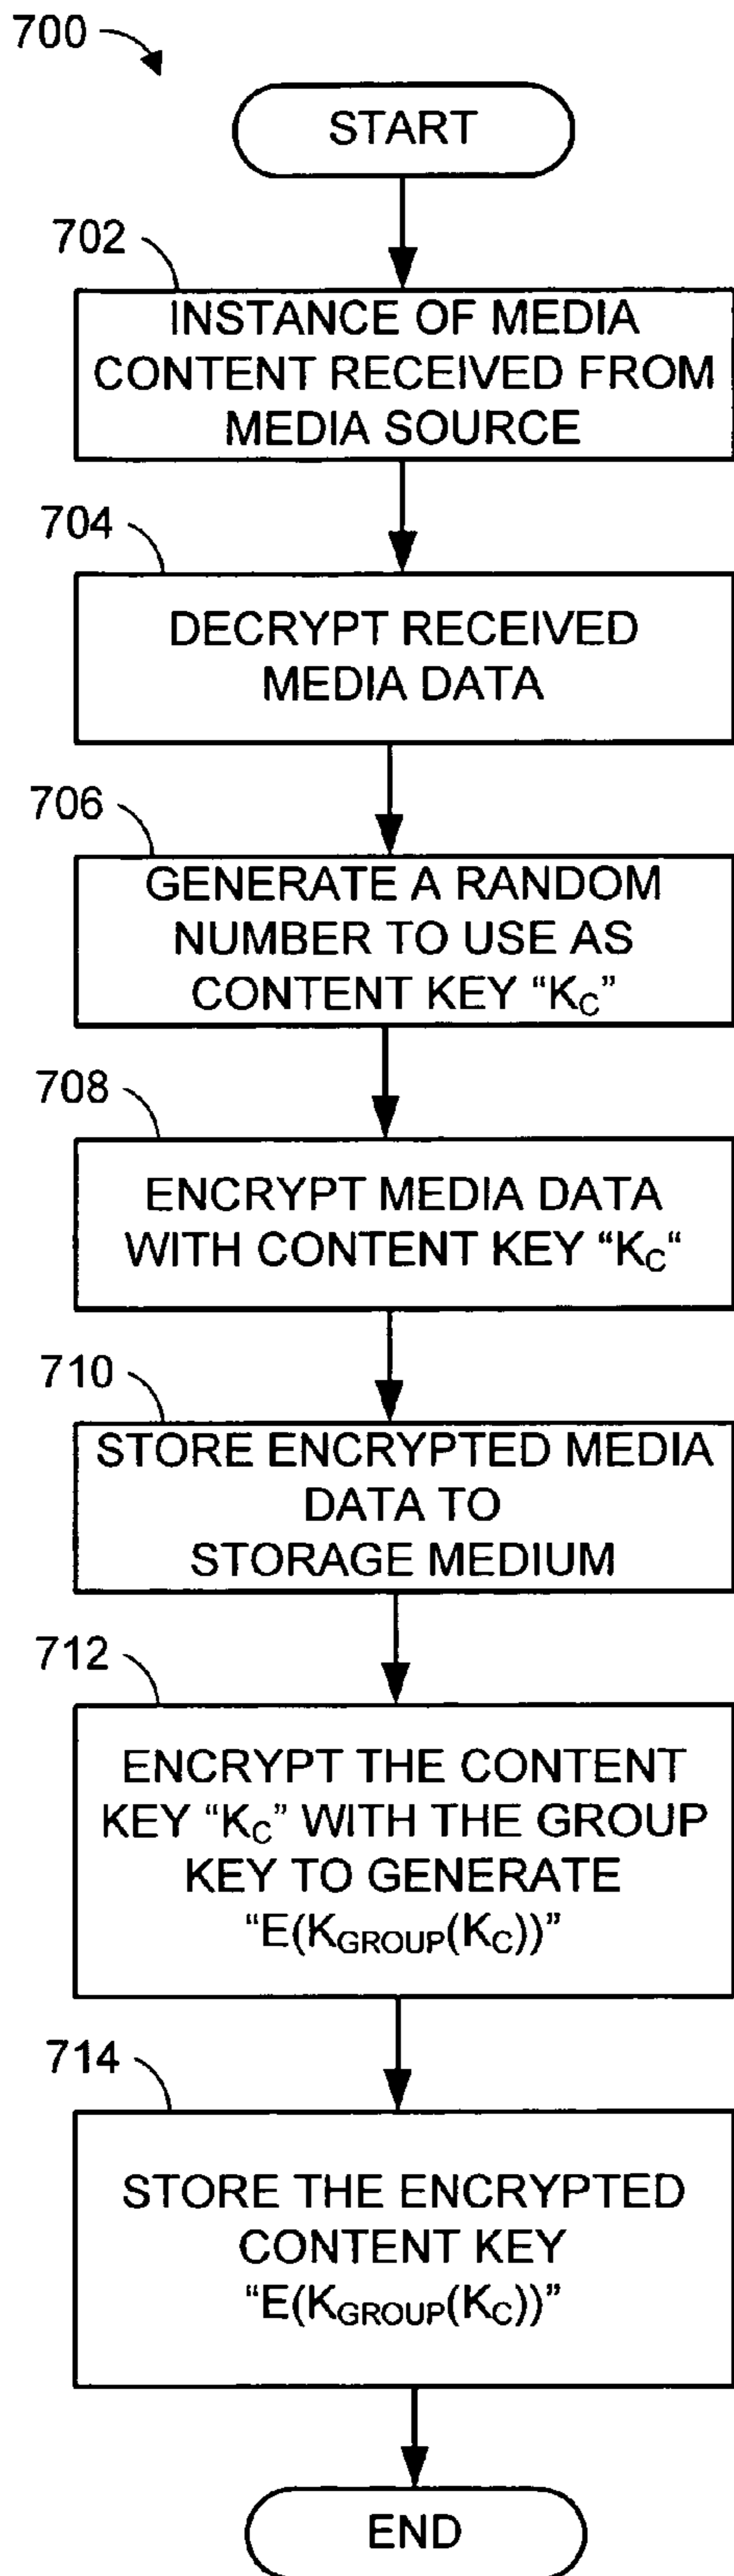 700
START
702
INSTANCE OF MEDIA
CONTENT RECEIVED FROM
MEDIA SOURCE
704
DECRYPT RECEIVED
MEDIA DATA
706
GENERATE A RANDOM
NUMBER TO USE AS
CONTENT KEY “KC”
708
ENCRYPT MEDIA DATA
WITH CONTENT KEY “KC“
710
STORE ENCRYPTED MEDIA
DATA TO
STORAGE MEDIUM
712
ENCRYPT THE CONTENT
KEY “KC” WITH THE GROUP
KEY TO GENERATE
“E(KGROUP(KC))”
714
STORE THE ENCRYPTED
CONTENT KEY
“E(KGROUP(KC))”
END